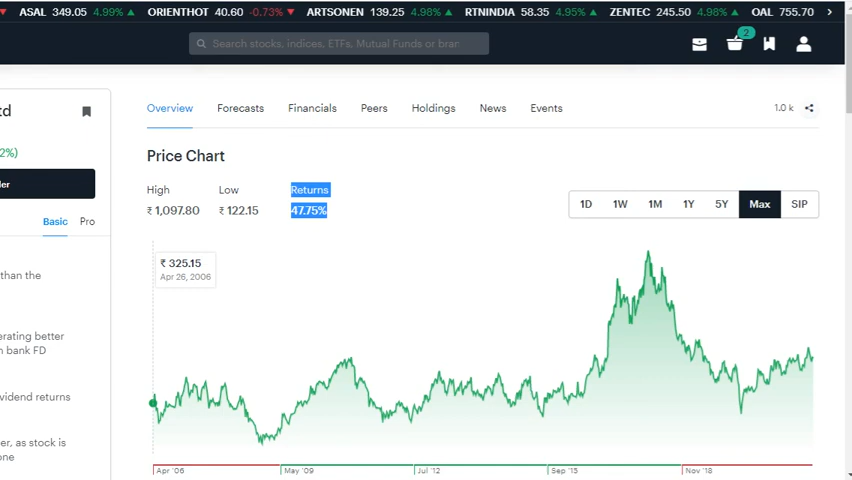 ASAL 349.05 4.99% ORIENTHOT 40.60 -0.73% ARTSONEN 139.25 4.98% RTNINDIA 58.35 4.95% ZENTEC 245.50 4.98% OAL 755.70
Search stocks, indices, ETFs, Mutual Funds or brar
2
td
2%)
ler
Basic Pro
than the
erating better
n bank FD
vidend returns
er, as stock is
one
Overview Forecasts Financials Peers Holdings News Events 1.0 k
Price Chart
High Low Returns
₹ 1,097.80 ₹ 122.15 47.75%
1D 1W 1M 1Y 5Y Max SIP
₹ 325.15
Apr 26, 2006
Apr '06 May '09 Jul '12 Sep '15 Nov '18